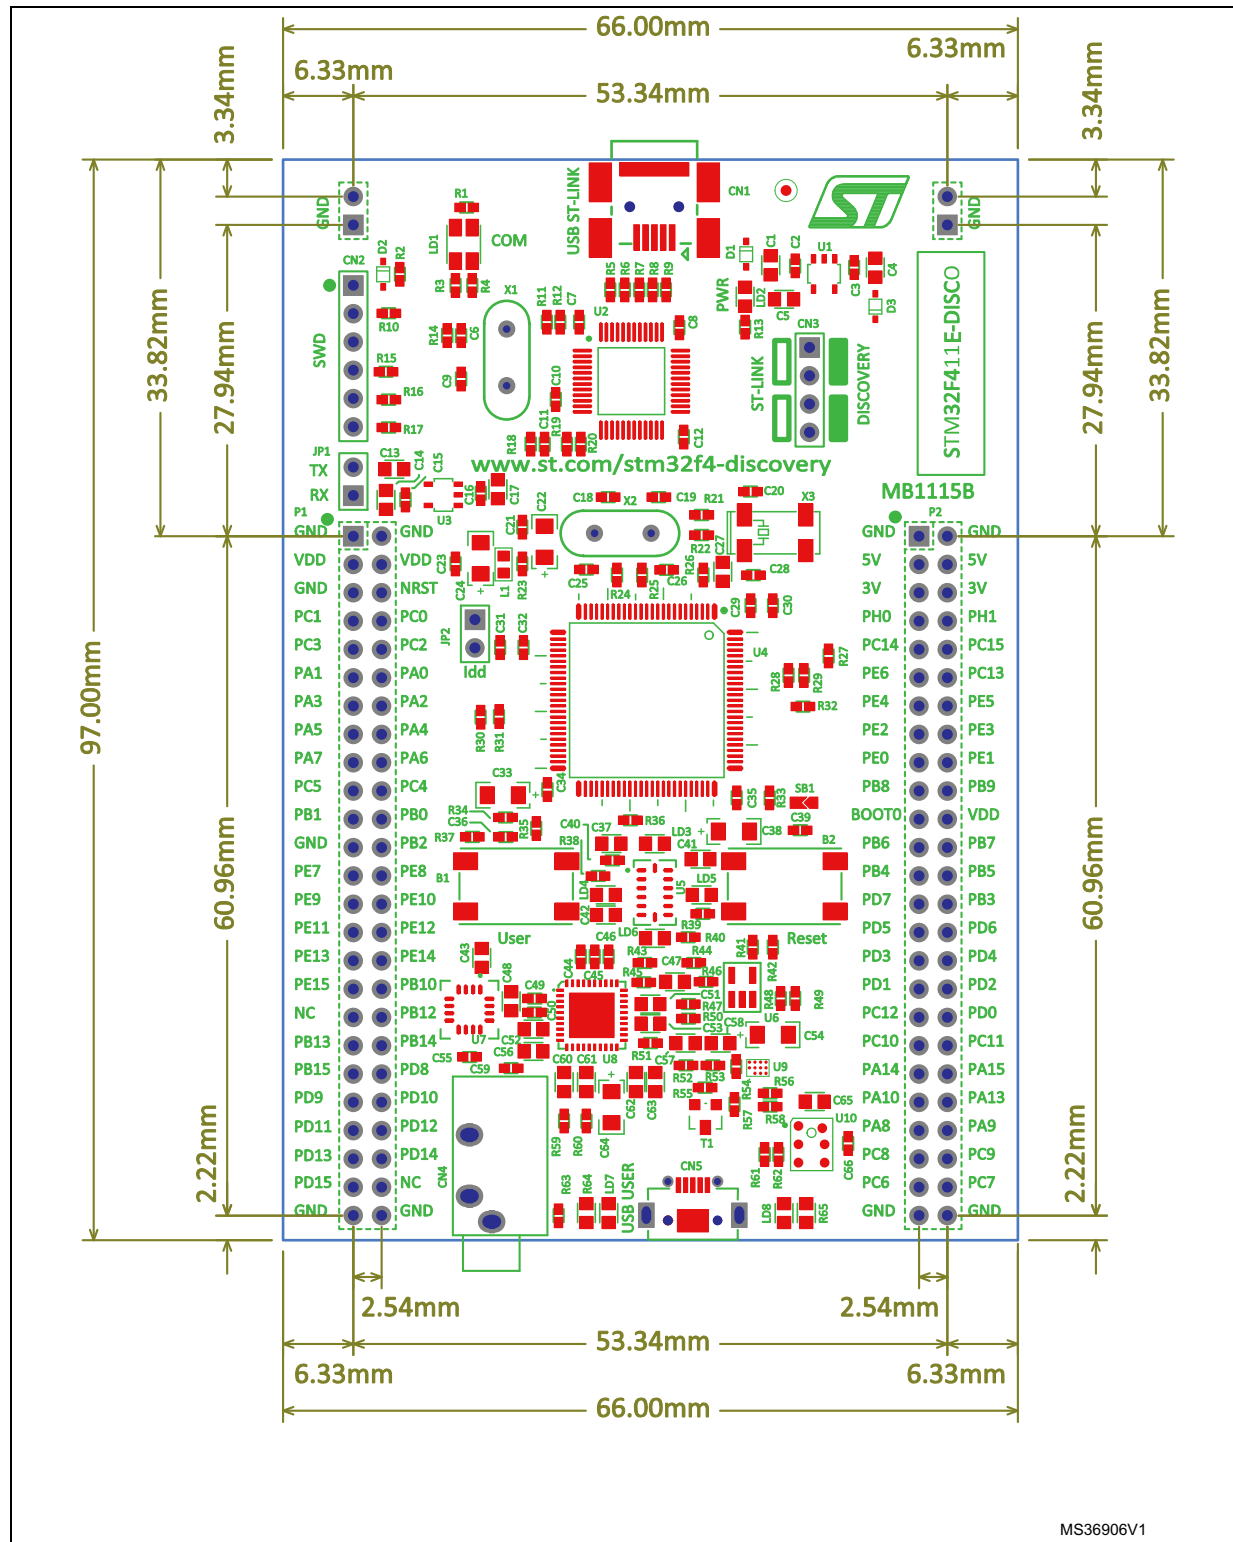 66.00mm
6.33mm
6.33mm
53.34mm
3.34mm
3.34mm
USB ST-LINK
CN1
ST
R1
GND
GND
LD1
COM
D2
R2
CN2
R3
R4
X1
R5
R6
R7
R8
R9
D1
C1
C2
U1
C3
C4
PWR
LD2
C5
D3
R13
STM32F411E-DISCO
R10
R11
R12
C7
U2
C8
CN3
SWD
R14
C6
R15
C9
C10
ST-LINK
DISCOVERY
R16
R17
R18
C11
R19
R20
C12
33.82mm
27.94mm
27.94mm
33.82mm
www.st.com/stm32f4-discovery
JP1
TX
RX
C13
C14
C15
U3
C16
C17
C18
X2
C19
R21
C20
X3
MB1115B
P1
P2
C21
C22
R22
C23
C24
L1
R23
C25
R24
R25
C26
R26
C27
C28
C29
C30
GND GND GND GND
VDD VDD 5V 5V
GND NRST 3V 3V
PC1 PC0 PH0 PH1
PC3 PC2 PC14 PC15
PA1 PA0 PE6 PC13
PA3 PA2 PE4 PE5
PA5 PA4 PE2 PE3
PA7 PA6 PE0 PE1
PC5 PC4 PB8 PB9
PB1 PB0 BOOT0 VDD
GND PB2 PB6 PB7
PE7 PE8 PB4 PB5
PE9 PE10 PD7 PB3
PE11 PE12 PD5 PD6
PE13 PE14 PD3 PD4
PE15 PB10 PD1 PD2
NC PB12 PC12 PD0
PB13 PB14 PC10 PC11
PB15 PD8 PA14 PA15
PD9 PD10 PA10 PA13
PD11 PD12 PA8 PA9
PD13 PD14 PC8 PC9
PD15 NC PC6 PC7
GND GND GND GND
JP2
Idd
C31
C32
U4
R27
R28
R29
R32
R30
R31
97.00mm
60.96mm
60.96mm
C33
C34
C35
R33
SB1
R34
C36
R37
R35
C40
R38
C37
R36
LD3
C38
C39
C41
B1
B2
LD4
C42
U5
LD5
User
Reset
LD6
R39
R40
C43
C44
C45
C46
R43
R44
R41
R42
R45
C47
R46
C48
C49
C50
C51
R47
R50
C53
C58
R48
R49
U6
C54
U7
C52
C55
C56
C59
C60
C61
U8
R51
C57
R52
R53
R54
U9
R55
R56
R57
R58
C65
U10
C62
C63
C64
R59
R60
T1
C66
R61
R62
CN4
CN5
R63
R64
LD7
USB USER
LD8
R65
2.22mm
2.22mm
2.54mm
2.54mm
53.34mm
6.33mm
6.33mm
66.00mm
MS36906V1